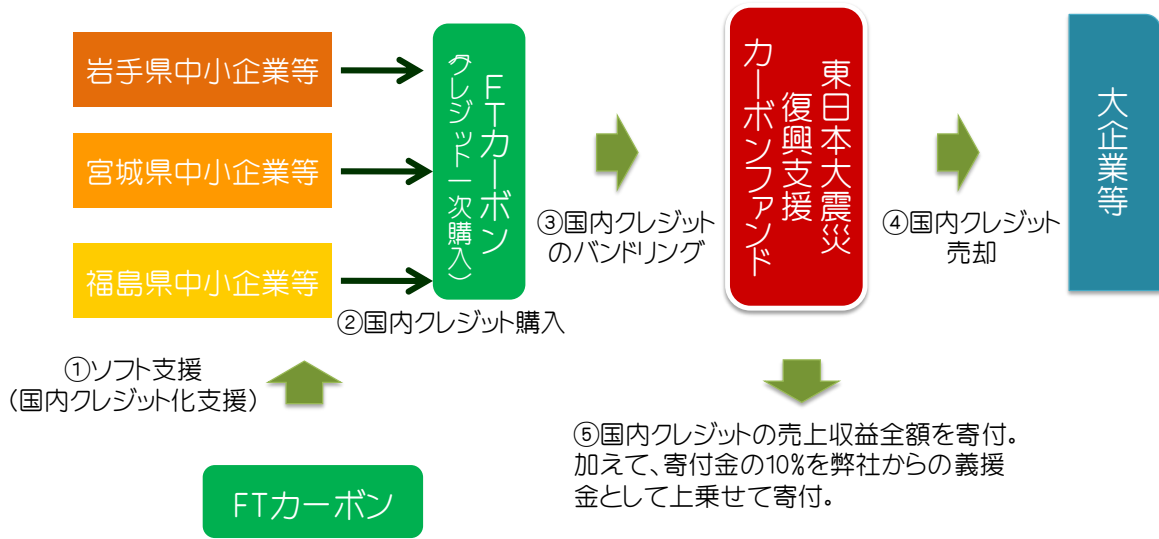 岩手県中小企業等
宮城県中小企業等
福島県中小企業等
FTカーボン
(クレジット一次購入)
東日本大震災
復興支援
カーボンファンド
大企業等
③国内クレジット
のバンドリング
④国内クレジット
売却
②国内クレジット購入
①ソフト支援
(国内クレジット化支援)
⑤国内クレジットの売上収益全額を寄付。
加えて、寄付金の10%を弊社からの義援
金として上乗せて寄付。
FTカーボン